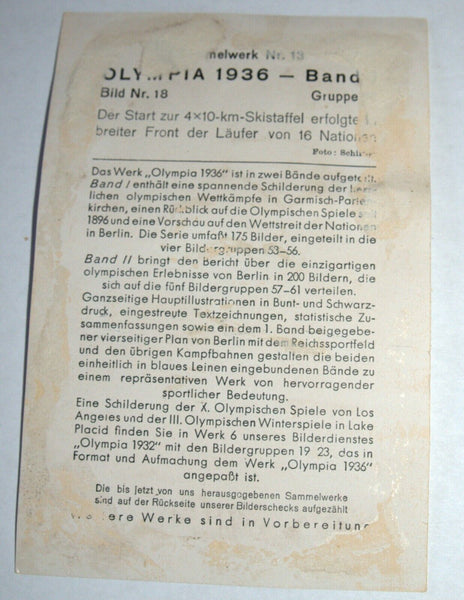 melwerk Nr. 13
OLYMPIA 1936 — Band
Bild Nr. 18 Gruppe
Der Start zur 4×10-km-Skistaffel erfolgte
breiter Front der Läufer von 16 Nationen
Foto: Schirner
Das Werk „Olympia 1936" ist in zwei Bände aufgeteilt.
Band I enthält eine spannende Schilderung der herrlichen
olympischen Wettkämpfe in Garmisch-Parten
kirchen, einen Rückblick auf die Olympischen Spiele seit
1896 und eine Vorschau auf den Wettstreit der Nationen
in Berlin. Die Serie umfaßt 175 Bilder, eingeteilt in die
vier Bildergruppen 53–56.
Band II bringt den Bericht über die einzigartigen
olympischen Erlebnisse von Berlin in 200 Bildern, die
sich auf die fünf Bildergruppen 57–61 verteilen.
Ganzseitige Hauptillustrationen in Bunt- und Schwarz-
druck, eingestreute Textzeichnungen, statistische Zu-
sammenfassungen sowie ein dem 1. Band beigegebe-
ner vierseitiger Plan von Berlin mit dem Reichssportfeld
und den übrigen Kampfbahnen gestalten die beiden
einheitlich in blaues Leinen eingebundenen Bände zu
einem repräsentativen Werk von hervorragender
sportlicher Bedeutung.
Eine Schilderung der X. Olympischen Spiele von Los
Angeles und der III. Olympischen Winterspiele in Lake
Placid finden Sie in Werk 6 unseres Bilderdienstes
„Olympia 1932" mit den Bildergruppen 19 23, das in
Format und Aufmachung dem Werk „Olympia 1936"
angepaßt ist.
Die bis jetzt von uns herausgegebenen Sammelwerke
sind auf der Rückseite unserer Bilderschecks aufgezählt
Weitere Werke sind in Vorbereitung